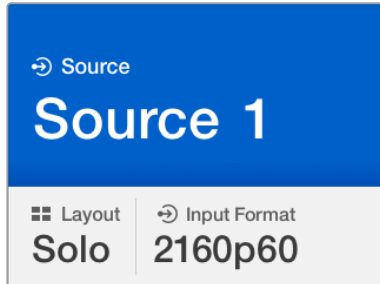 Source
Source 1
Layout
Solo
Input Format
2160p60